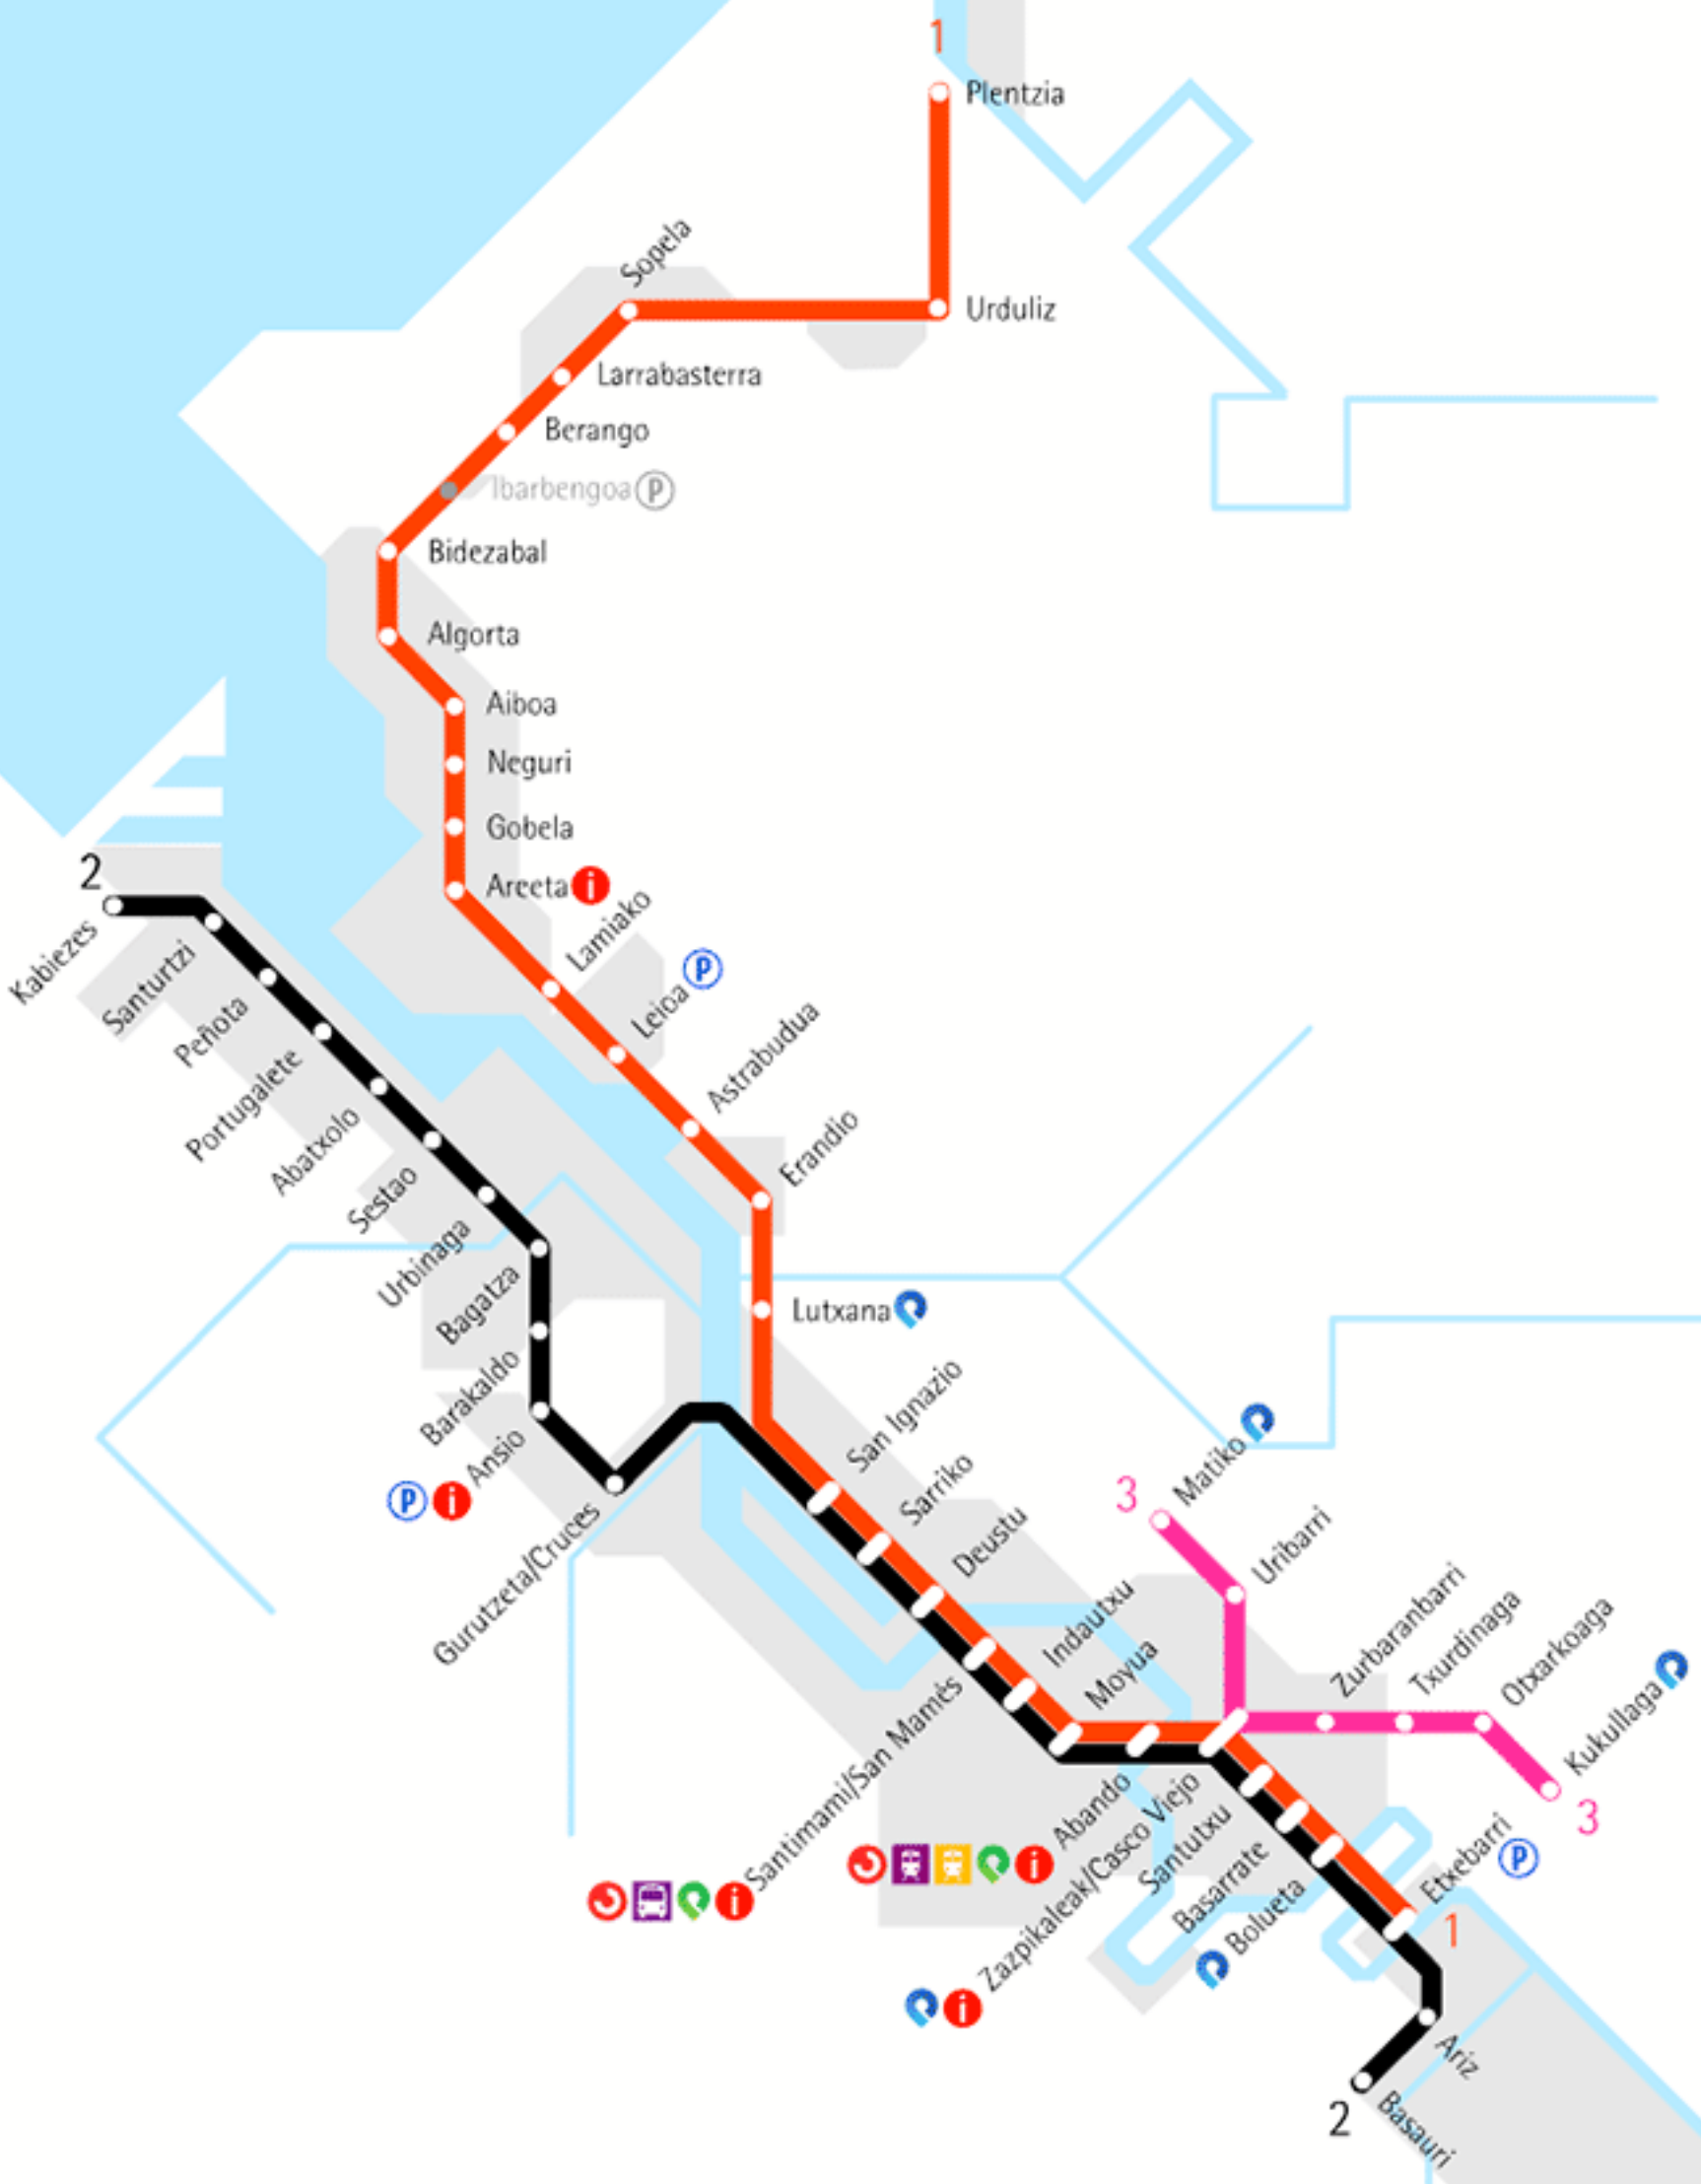 1
Plentzia
Sopela
Urduliz
Larrabasterra
Berango
Ibarbengoa P
Bidezabal
Algorta
Aiboa
Neguri
Gobela
Areeta i
Lamiako
Leioa P
Astrabudua
Erandio
Lutxana
2
Kabiezes
Santurtzi
Peñota
Portugalete
Abatxolo
Sestao
Urbinaga
Bagatza
Barakaldo
P i Ansio
Gurutzeta/Cruces
San Ignazio
Sarriko
Deustu
Santimami/San Mamés
i
Indautxu
Moyua
Abando
i
Zazpikaleak/Casco Viejo
i
Santutxu
Basarrate
Bolueta
Etxebarri P
1
Ariz
Basauri
2
3
Matiko
Uribarri
Zurbaranbarri
Txurdinaga
Otxarkoaga
Kukullaga
3